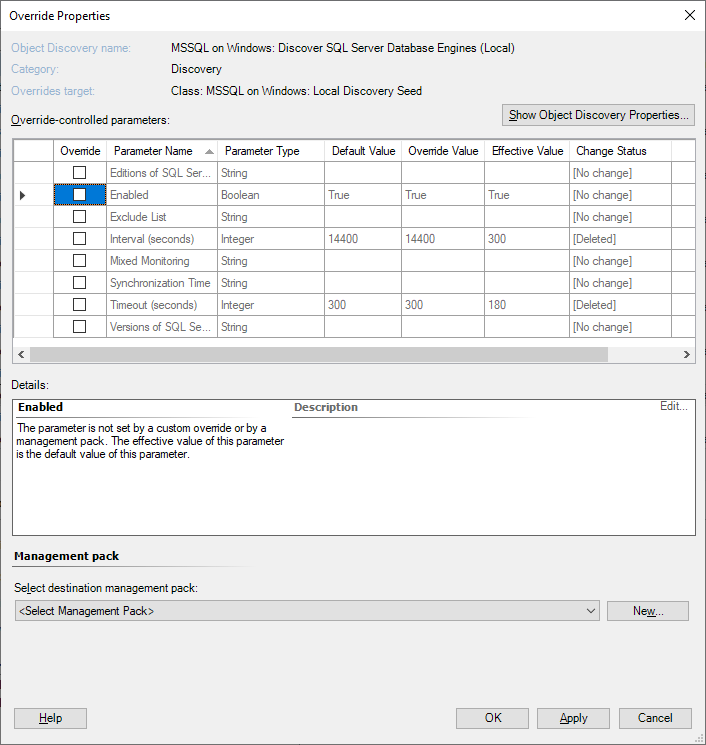 Override Properties
Object Discovery name: MSSQL on Windows: Discover SQL Server Database Engines (Local)
Category: Discovery
Overrides target: Class: MSSQL on Windows: Local Discovery Seed
Override-controlled parameters: Show Object Discovery Properties...
Override Parameter Name Parameter Type Default Value Override Value Effective Value Change Status
Editions of SQL Ser... String [No change]
Enabled Boolean True True True [No change]
Exclude List String [No change]
Interval (seconds) Integer 14400 14400 300 [Deleted]
Mixed Monitoring String [No change]
Synchronization Time String [No change]
Timeout (seconds) Integer 300 300 180 [Deleted]
Versions of SQL Se... String [No change]
Details:
Enabled Description Edit...
The parameter is not set by a custom override or by a
management pack. The effective value of this parameter
is the default value of this parameter.
Management pack
Select destination management pack:
<Select Management Pack> New...
Help OK Apply Cancel